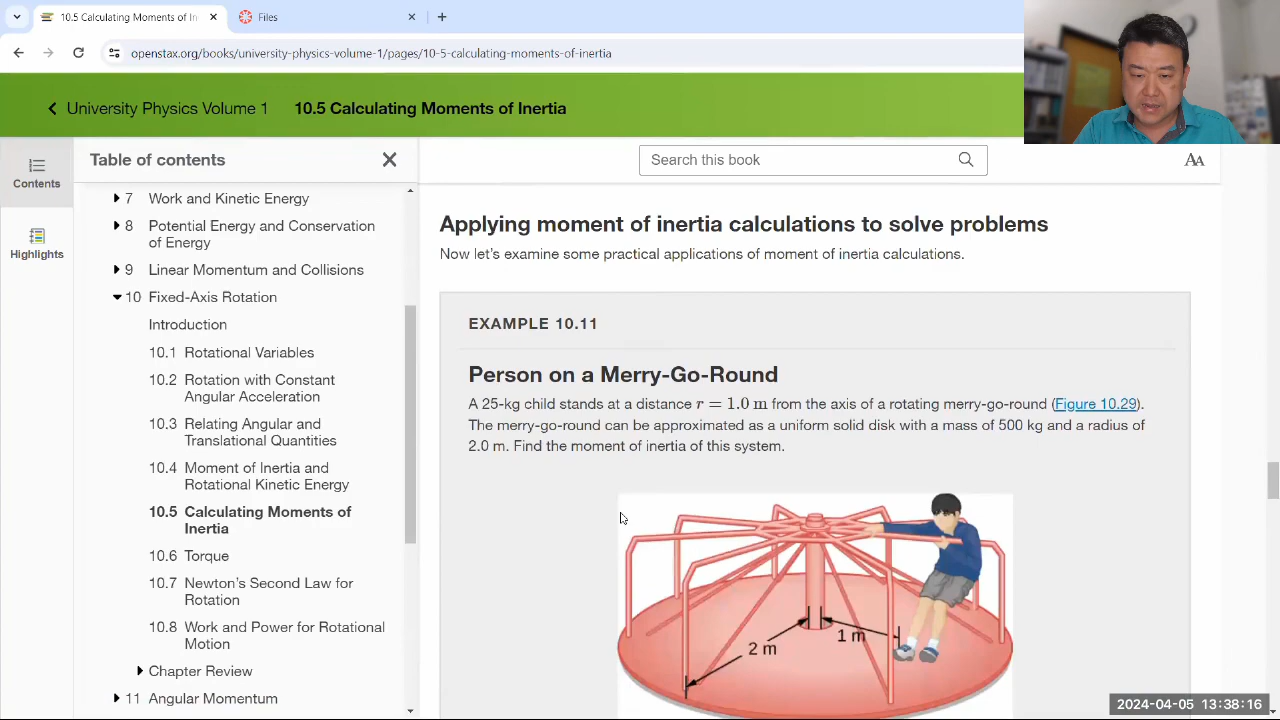 10.5 Calculating Moments of In
Files
openstax.org/books/university-physics-volume-1/pages/10-5-calculating-moments-of-inertia
University Physics Volume 1
10.5 Calculating Moments of Inertia
Contents
Highlights
Table of contents
7 Work and Kinetic Energy
8 Potential Energy and Conservation
of Energy
9 Linear Momentum and Collisions
10 Fixed-Axis Rotation
Introduction
10.1 Rotational Variables
10.2 Rotation with Constant
Angular Acceleration
10.3 Relating Angular and
Translational Quantities
10.4 Moment of Inertia and
Rotational Kinetic Energy
10.5 Calculating Moments of
Inertia
10.6 Torque
10.7 Newton's Second Law for
Rotation
10.8 Work and Power for Rotational
Motion
Chapter Review
11 Angular Momentum
Search this book
AA
Applying moment of inertia calculations to solve problems
Now let's examine some practical applications of moment of inertia calculations.
EXAMPLE 10.11
Person on a Merry-Go-Round
A 25-kg child stands at a distance r = 1.0 m from the axis of a rotating merry-go-round (Figure 10.29).
The merry-go-round can be approximated as a uniform solid disk with a mass of 500 kg and a radius of
2.0 m. Find the moment of inertia of this system.
1 m
2 m
2024-04-05 13:38:16